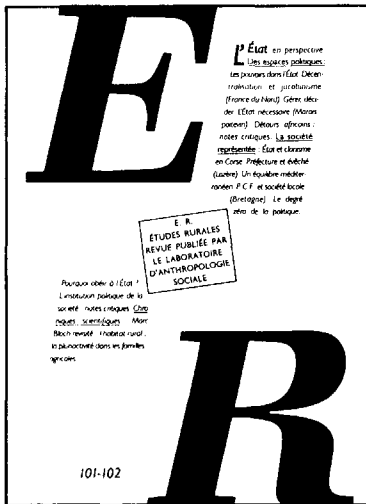 E
L'État en perspective
Des espaces politiques :
Les pouvoirs dans l'État Décen-
tralisation et jacobinisme
(France du Nord) Gérer, déci-
der L'État nécessaire (Marais
poitevin) Détours africains :
notes critiques. La société
représentée : État et clanisme
en Corse Préfecture et évêché
(Lozère) Un équilibre méditer-
ranéen P C F et société locale
(Bretagne) Le degré
zéro de la politique.
E. R.
ÉTUDES RURALES
REVUE PUBLIÉE PAR
LE LABORATOIRE
D'ANTHROPOLOGIE
SOCIALE
Pourquoi obéir à l'État ?
L'institution politique de la
société notes critiques Chro
niques scientifiques Marc
Bloch revisité l'habitat rural ;
la pluriactivité dans les familles
agricoles
R
101-102